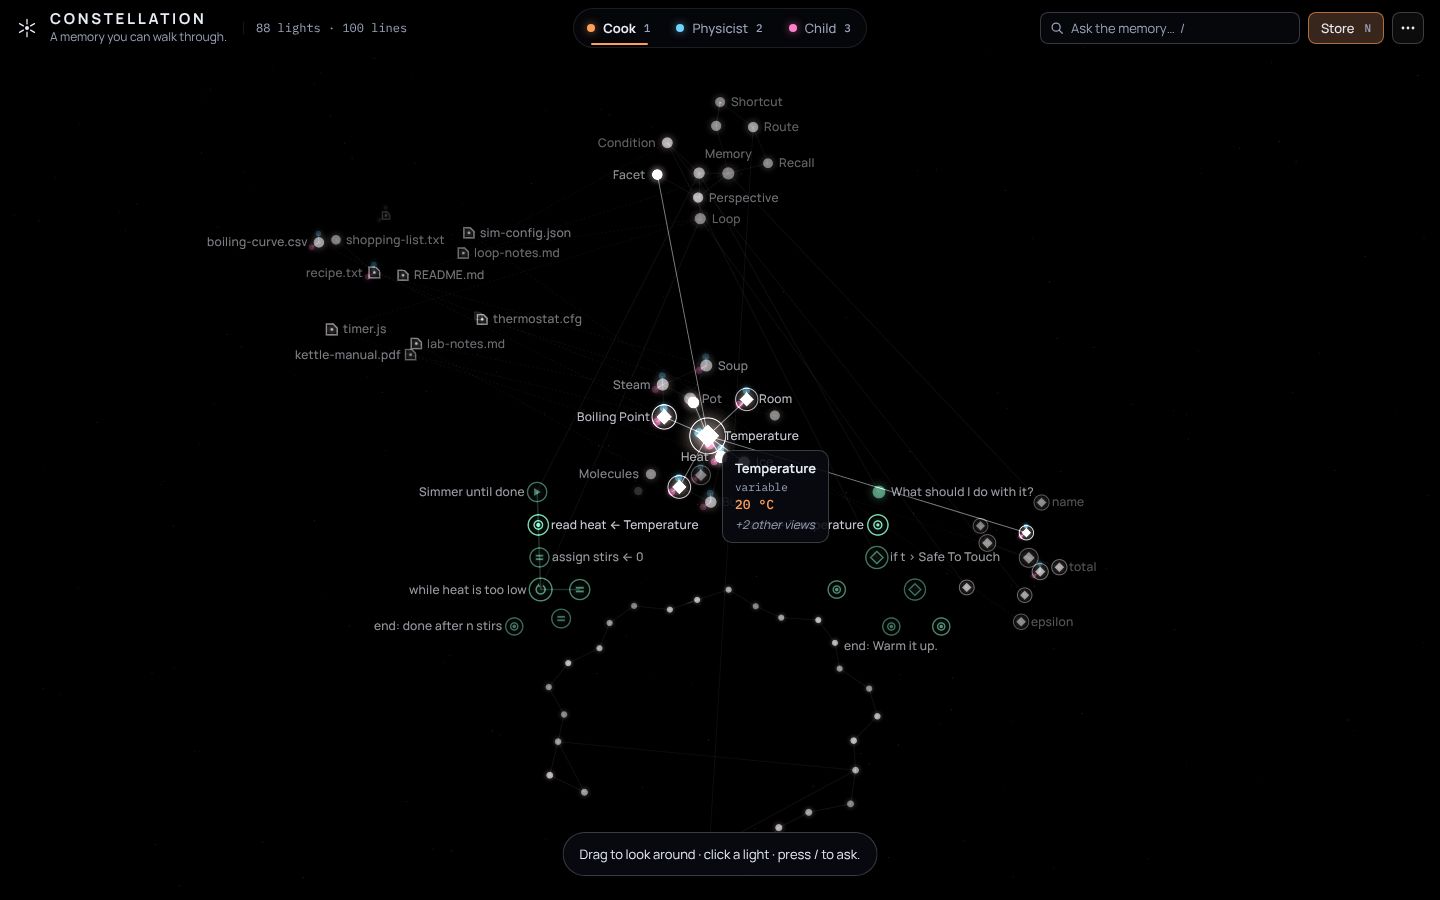 CONSTELLATION
A memory you can walk through.
88 lights · 100 lines
Cook 1
Physicist 2
Child 3
Ask the memory... /
Store N
Shortcut
Route
Condition
Memory
Recall
Facet
Perspective
Loop
boiling-curve.csv
shopping-list.txt
sim-config.json
loop-notes.md
recipe.txt
README.md
thermostat.cfg
timer.js
lab-notes.md
kettle-manual.pdf
Soup
Steam
Pot
Room
Boiling Point
Temperature
Heat
Molecules
Temperature
variable
20 °C
+2 other views
Simmer until done
What should I do with it?
name
read heat ← Temperature
erature
assign stirs ← 0
if t > Safe To Touch
total
while heat is too low
epsilon
end: done after n stirs
end: Warm it up.
Drag to look around · click a light · press / to ask.